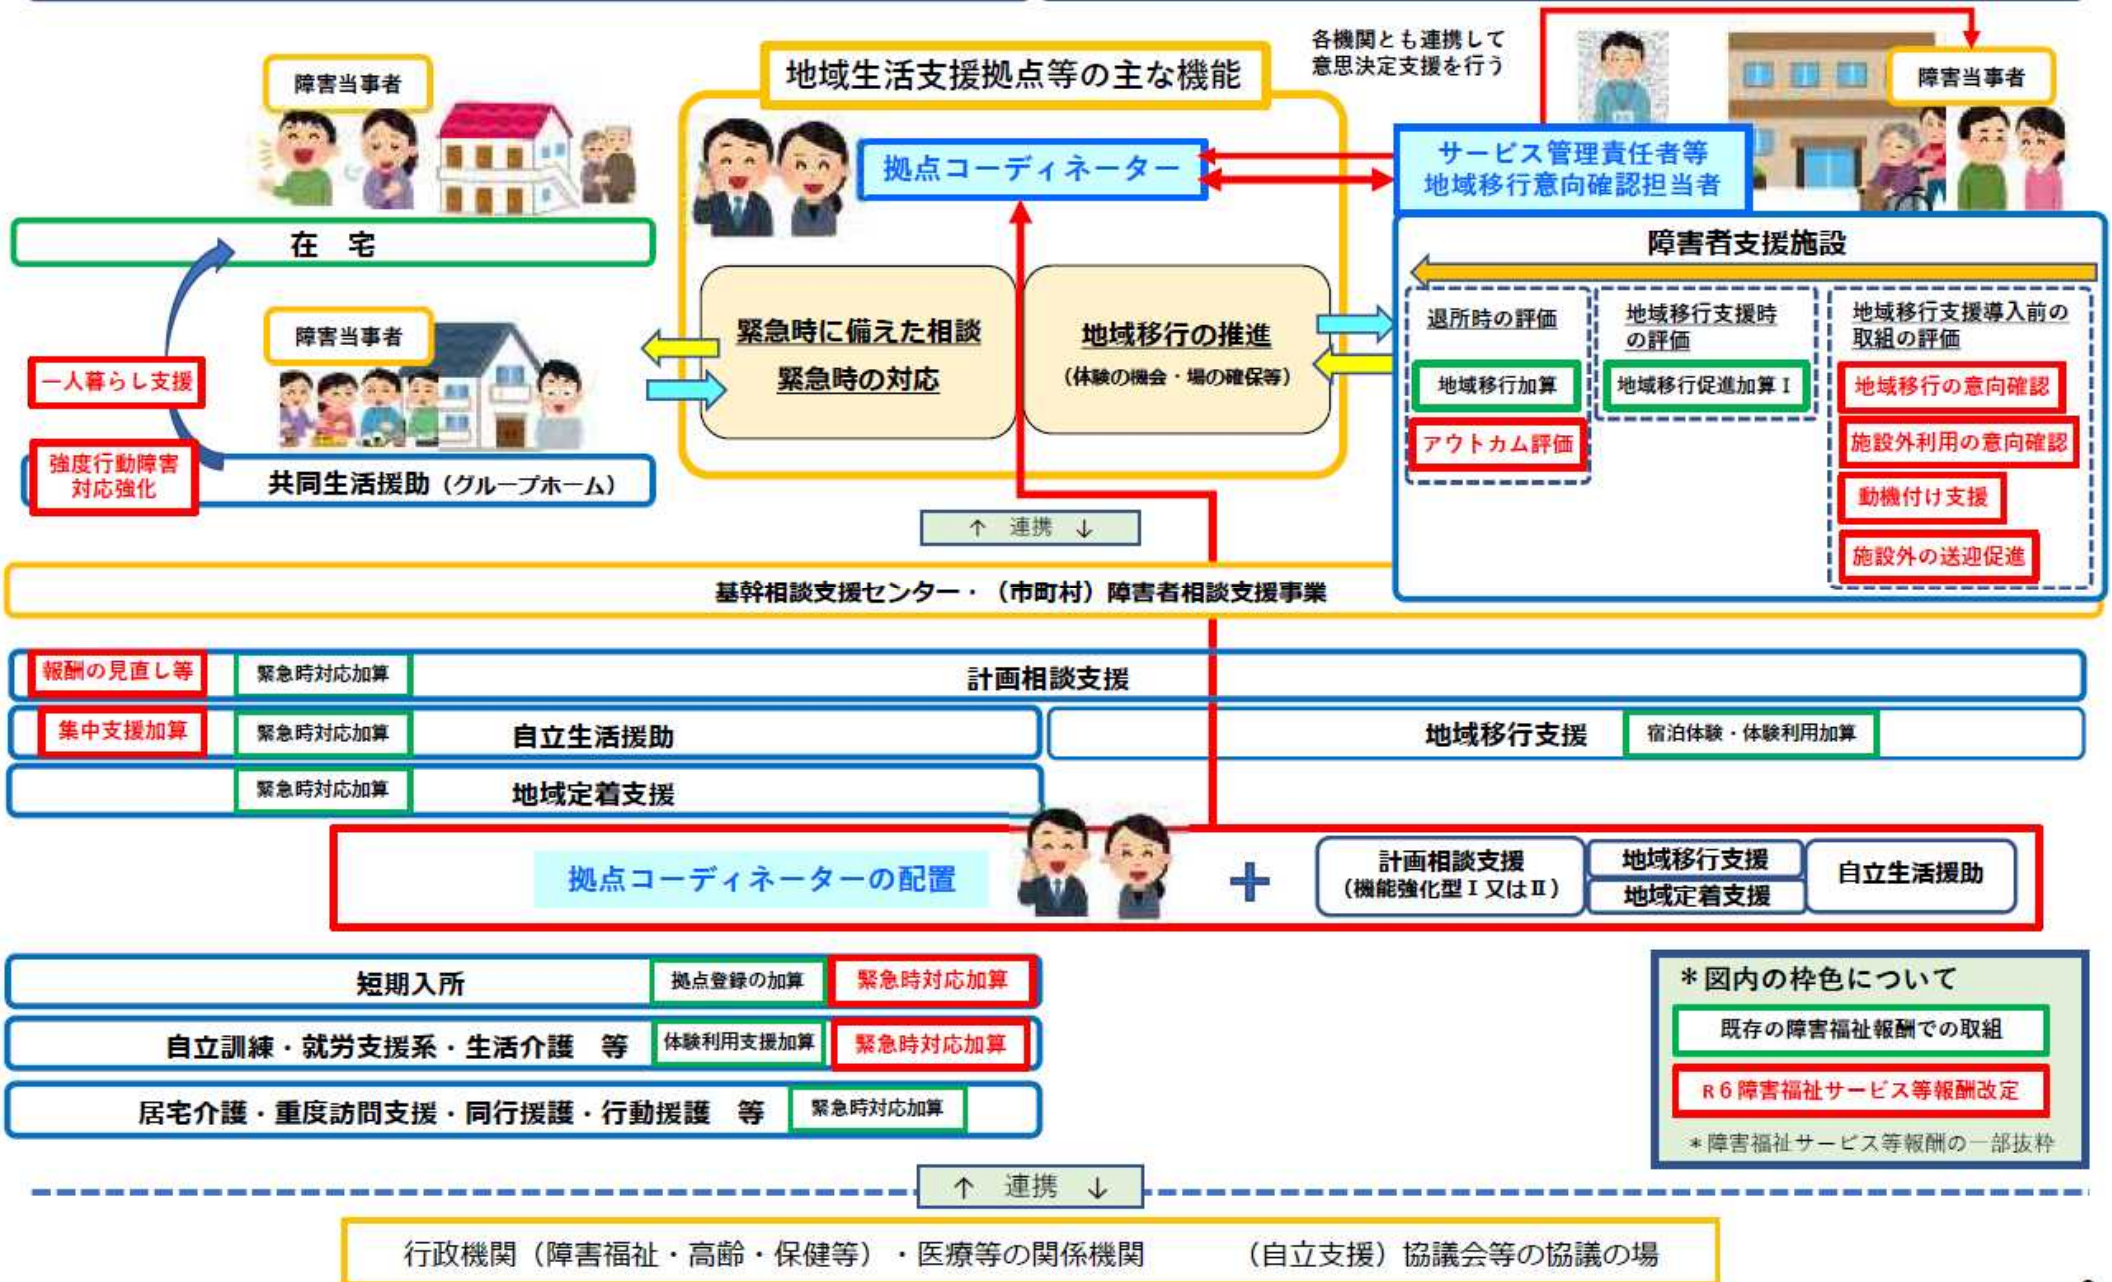 各機関とも連携して
意思決定支援を行う
障害当事者
地域生活支援拠点等の主な機能
障害当事者
拠点コーディネーター
サービス管理責任者等
地域移行意向確認担当者
在　宅
障害者支援施設
障害当事者
緊急時に備えた相談
緊急時の対応
地域移行の推進
（体験の機会・場の確保等）
退所時の評価
地域移行加算
アウトカム評価
地域移行支援時
の評価
地域移行促進加算Ⅰ
地域移行支援導入前の
取組の評価
地域移行の意向確認
施設外利用の意向確認
動機付け支援
施設外の送迎促進
一人暮らし支援
強度行動障害
対応強化
共同生活援助（グループホーム）
↑　連携　↓
基幹相談支援センター・（市町村）障害者相談支援事業
報酬の見直し等
緊急時対応加算
計画相談支援
集中支援加算
緊急時対応加算
自立生活援助
地域移行支援
宿泊体験・体験利用加算
緊急時対応加算
地域定着支援
拠点コーディネーターの配置
+
計画相談支援
（機能強化型Ⅰ又はⅡ）
地域移行支援
地域定着支援
自立生活援助
短期入所
拠点登録の加算
緊急時対応加算
自立訓練・就労支援系・生活介護　等
体験利用支援加算
緊急時対応加算
居宅介護・重度訪問支援・同行援護・行動援護　等
緊急時対応加算
＊図内の枠色について
既存の障害福祉報酬での取組
R６障害福祉サービス等報酬改定
＊障害福祉サービス等報酬の一部抜粋
↑　連携　↓
行政機関（障害福祉・高齢・保健等）・医療等の関係機関　　　（自立支援）協議会等の協議の場